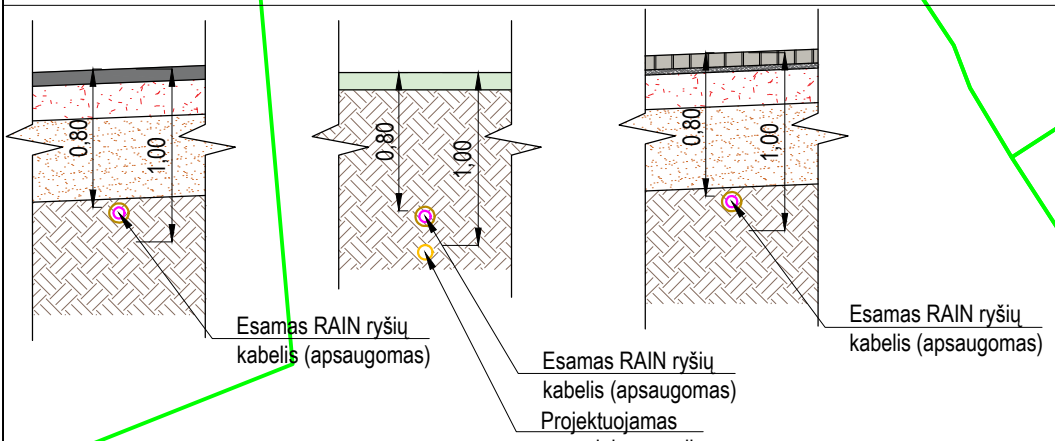 0,80
1,00
Esamas RAIN ryšių
kabelis (apsaugomas)
0,80
1,00
Esamas RAIN ryšių
kabelis (apsaugomas)
Projektuojamas
0,80
1,00
Esamas RAIN ryšių
kabelis (apsaugomas)